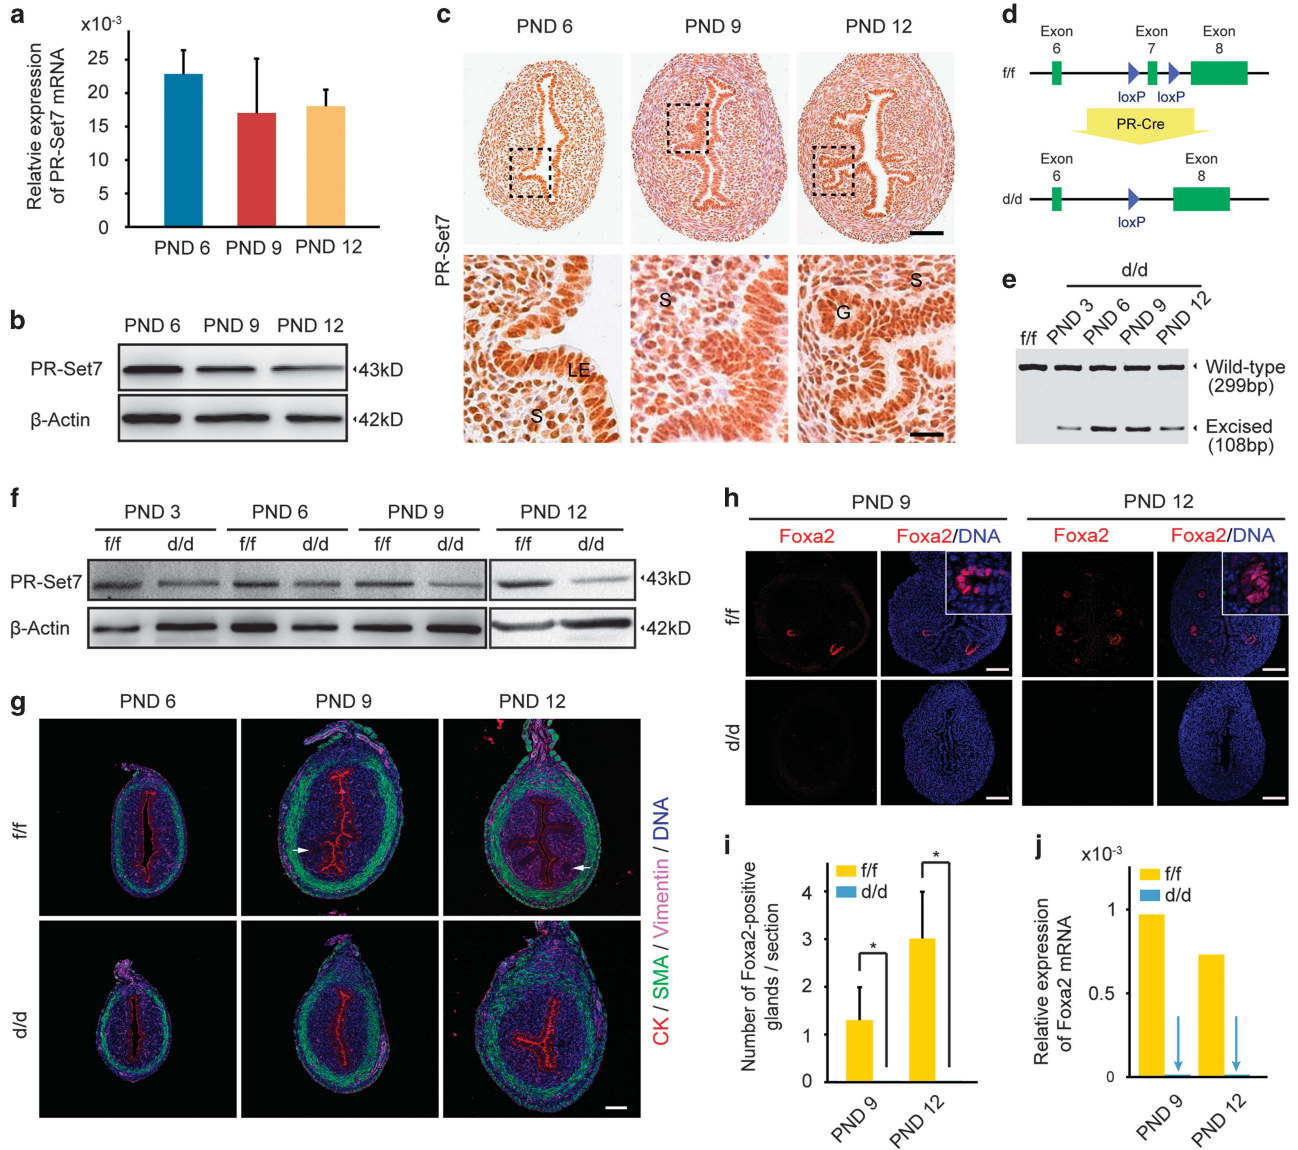 a
x10-3
Relatvie expression
of PR-Set7 mRNA
25
20
15
10
5
0
PND 6 PND 9 PND 12
b
PND 6 PND 9 PND 12
PR-Set7
43kD
β-Actin
42kD
c
PND 6 PND 9 PND 12
PR-Set7
LE
S
S
S
G
d
Exon 6 Exon 7 Exon 8
f/f
loxP loxP
PR-Cre
Exon 6 Exon 8
d/d
loxP
e
d/d
f/f PND 3 PND 6 PND 9 PND 12
Wild-type
(299bp)
Excised
(108bp)
f
PND 3 PND 6 PND 9 PND 12
f/f d/d f/f d/d f/f d/d f/f d/d
PR-Set7
43kD
β-Actin
42kD
g
PND 6 PND 9 PND 12
f/f
d/d
CK / SMA / Vimentin / DNA
h
PND 9 PND 12
Foxa2 Foxa2/DNA Foxa2 Foxa2/DNA
f/f
d/d
i
f/f
d/d
Number of Foxa2-positive
glands / section
4
3
2
1
0
*
*
PND 9 PND 12
j
x10-3
f/f
d/d
Relative expression
of Foxa2 mRNA
1
0.5
0
PND 9 PND 12